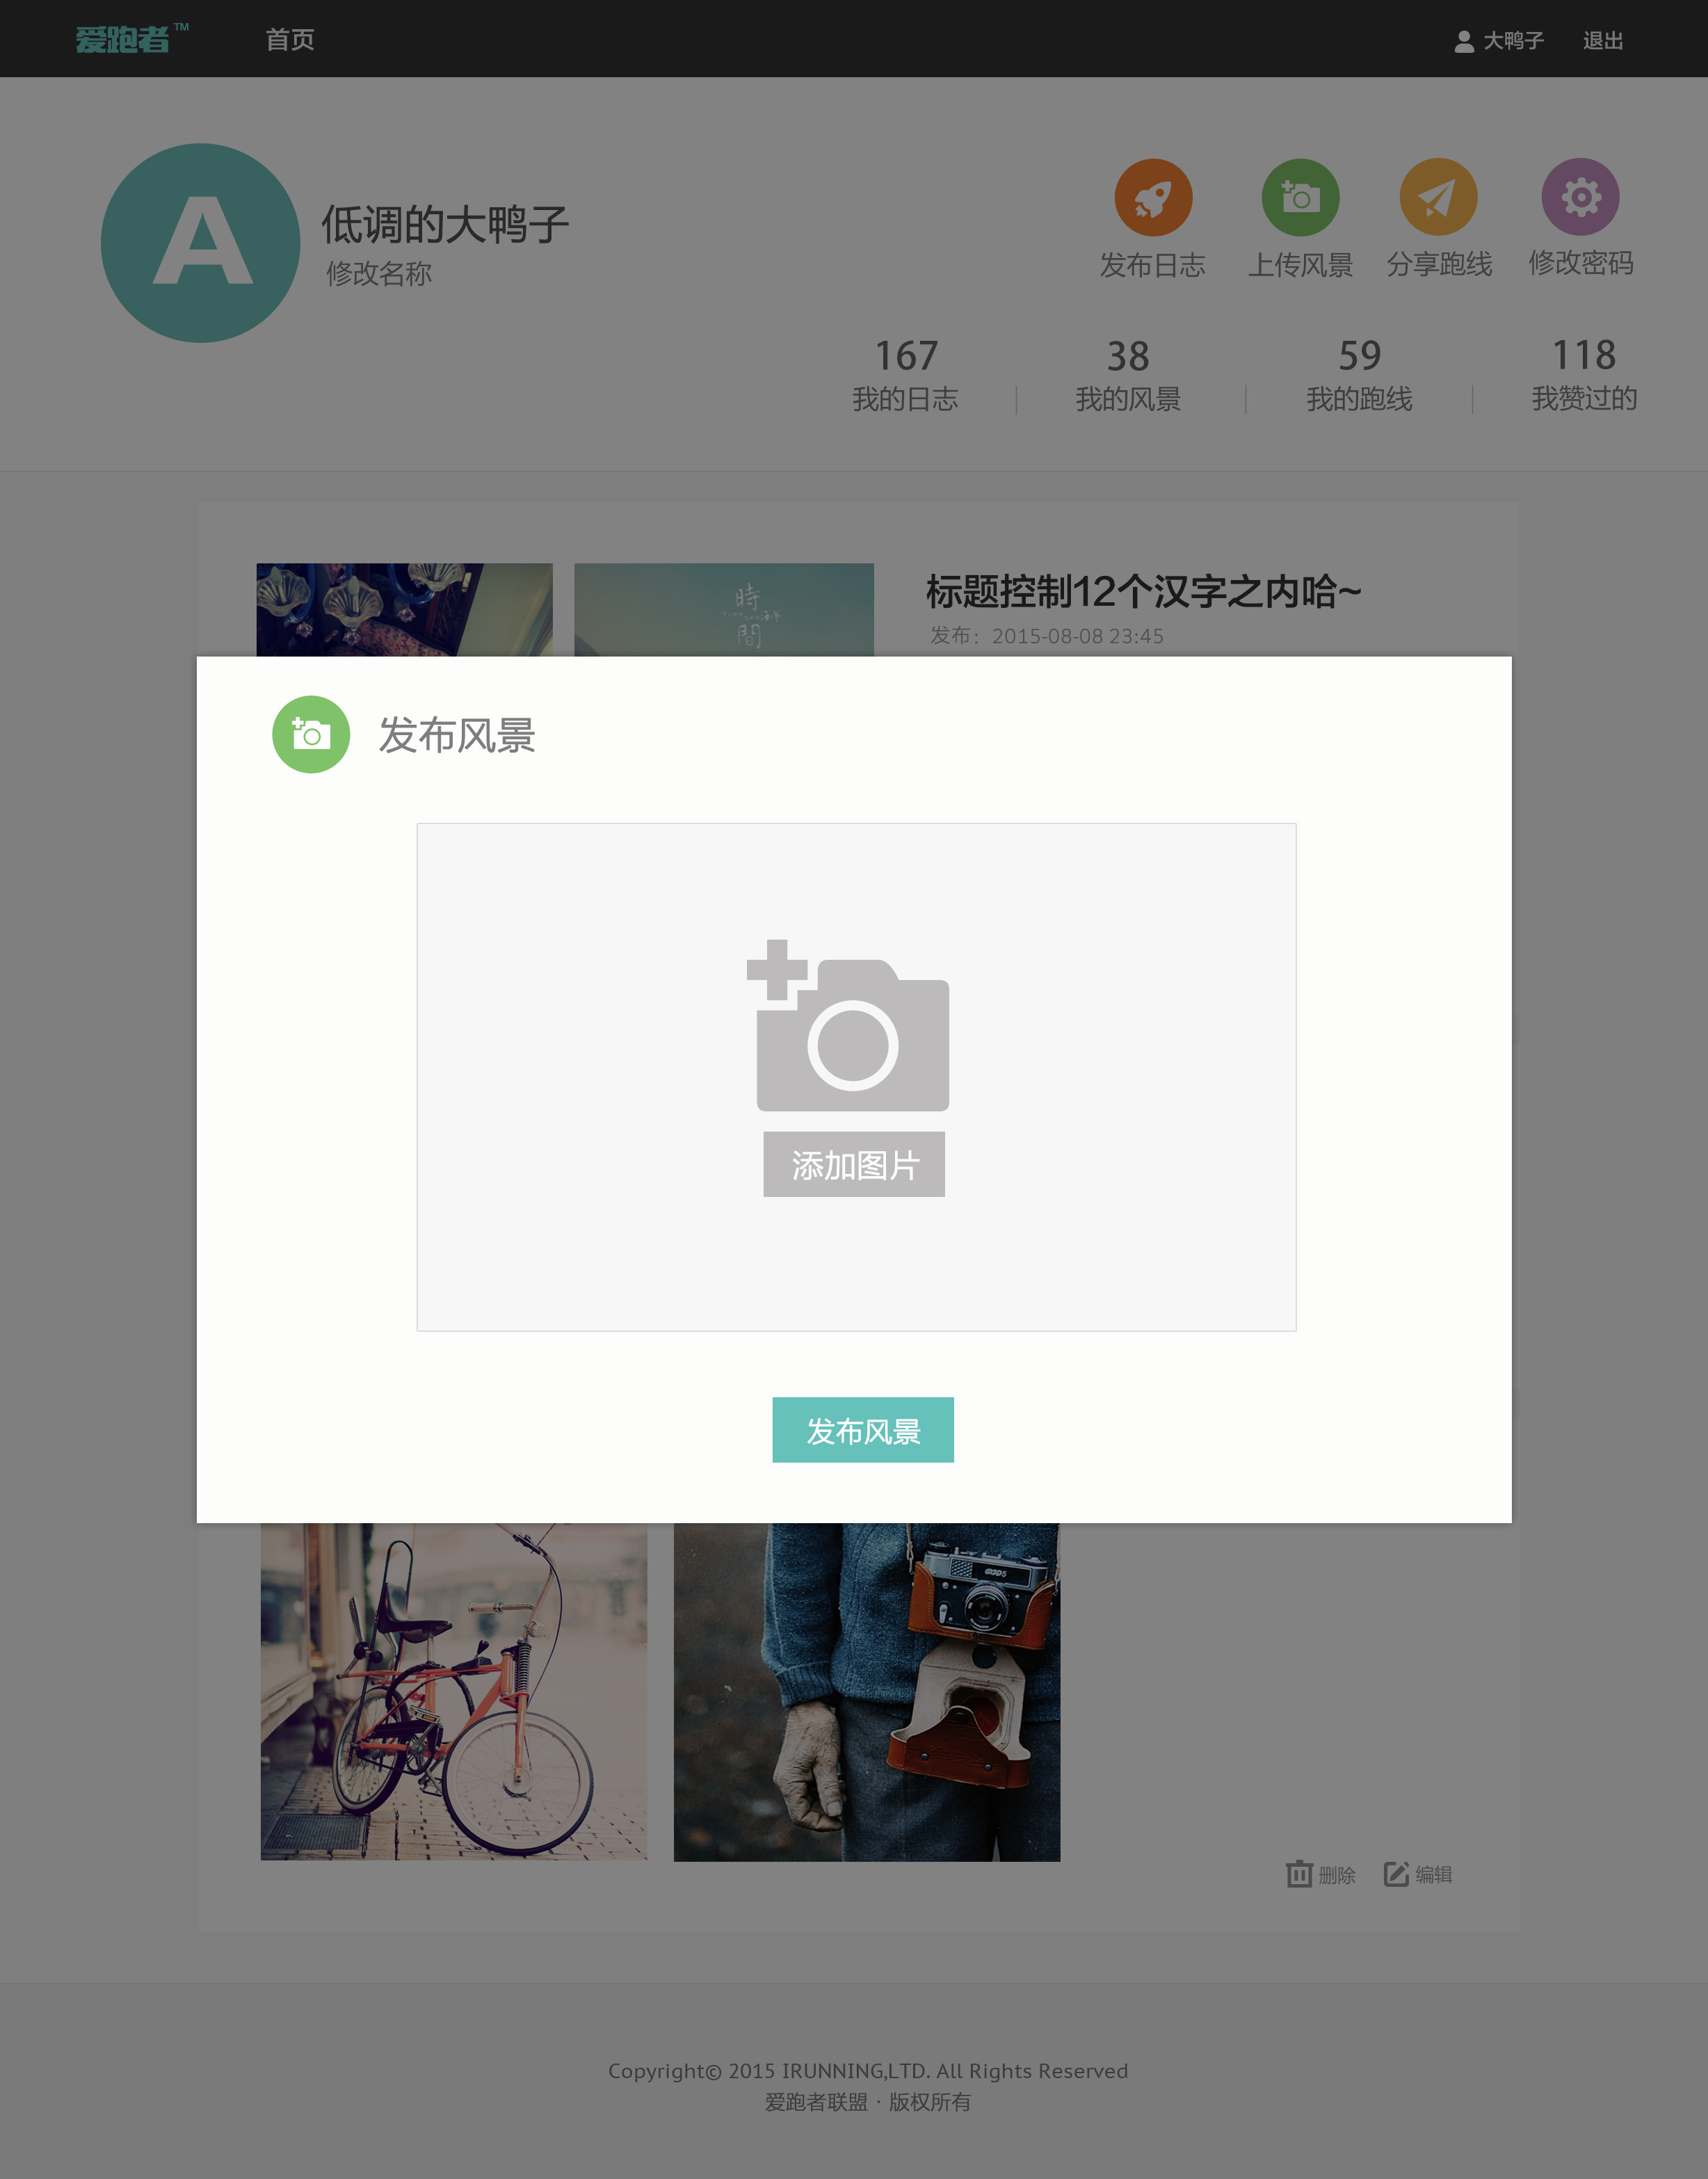 爱跑者 TM
首页
大鸭子
退出
A
低调的大鸭子
修改名称
发布日志
上传风景
分享跑线
修改密码
167
38
59
118
我的日志
我的风景
我的跑线
我赞过的
時
間
标题控制12个汉字之内哈~
发布：2015-08-08 23:45
发布风景
添加图片
发布风景
删除
编辑
Copyright© 2015 IRUNNING,LTD. All Rights Reserved
爱跑者联盟 · 版权所有